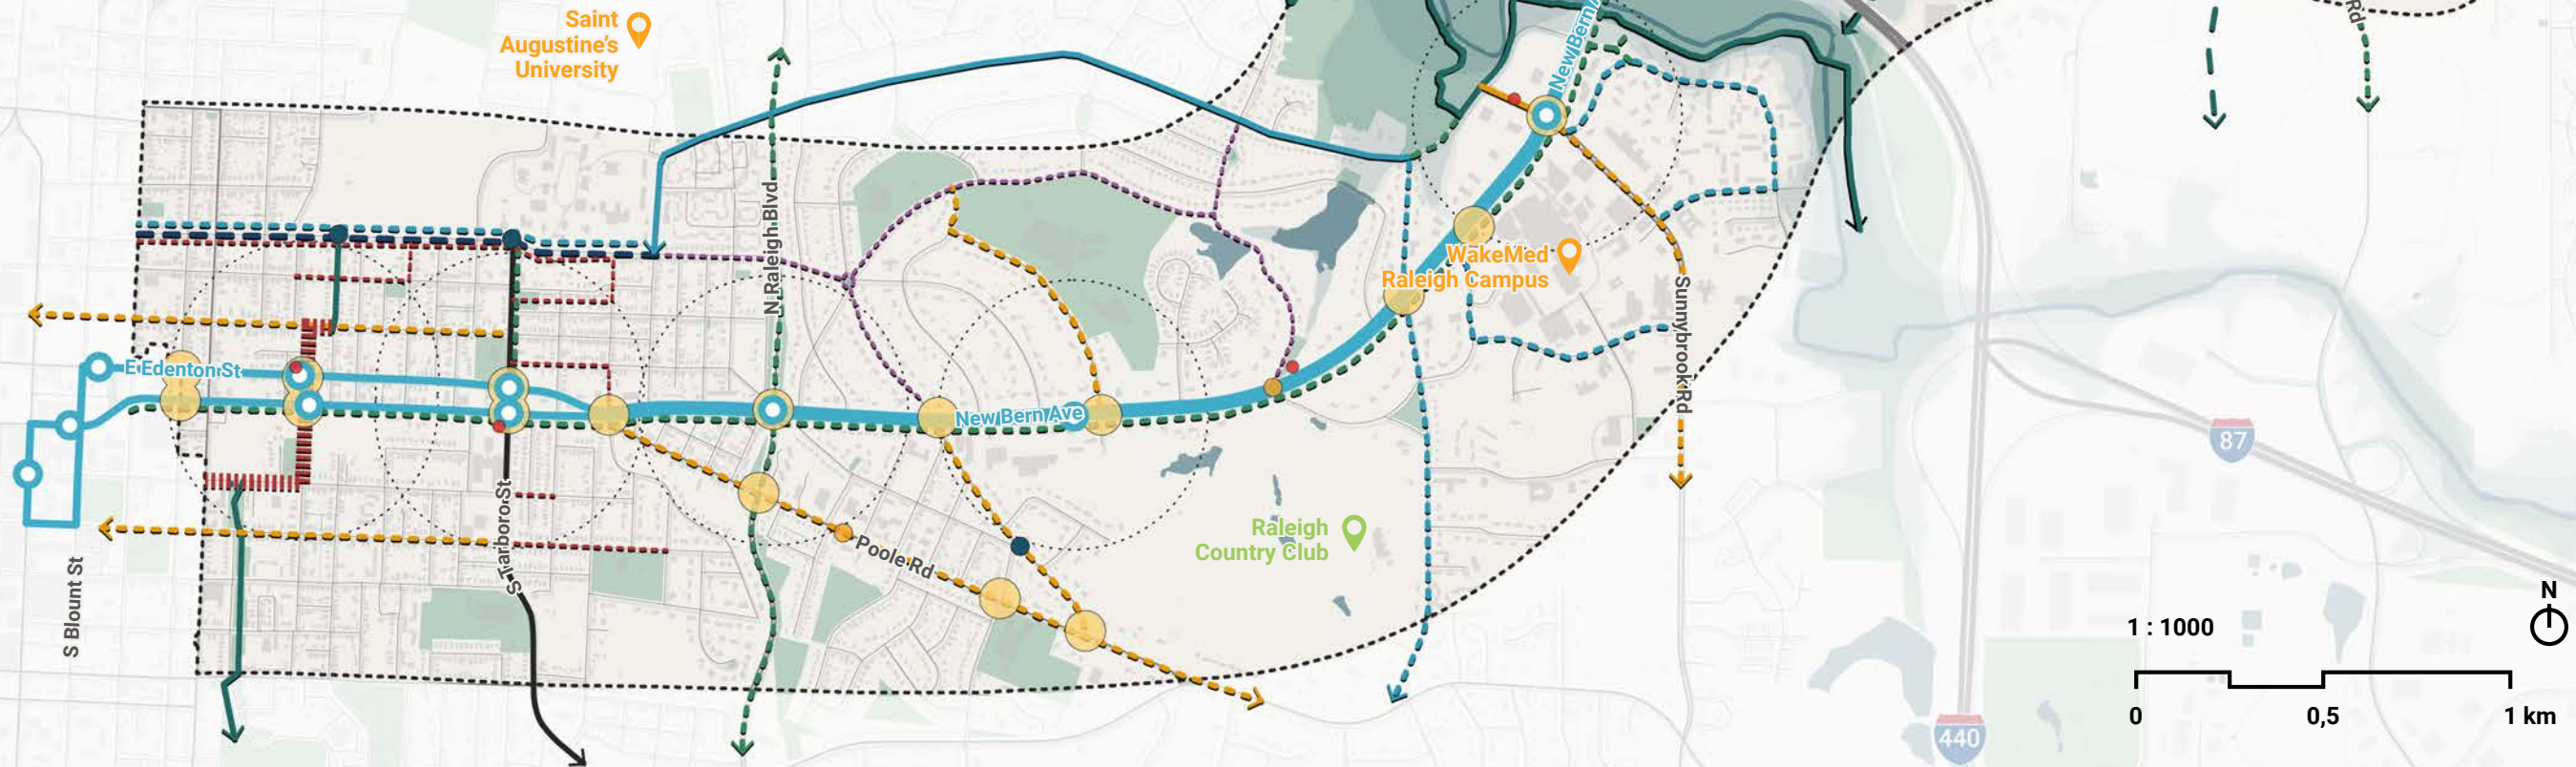 Saint
Augustine's
University
New Bern
Rd
N Raleigh Blvd
WakeMed
Raleigh Campus
Sunnybrook Rd
E Edenton St
New Bern Ave
87
S Tarboro St
Raleigh
Country Club
Poole Rd
S Blount St
N
1 : 1000
0
0,5
1 km
440